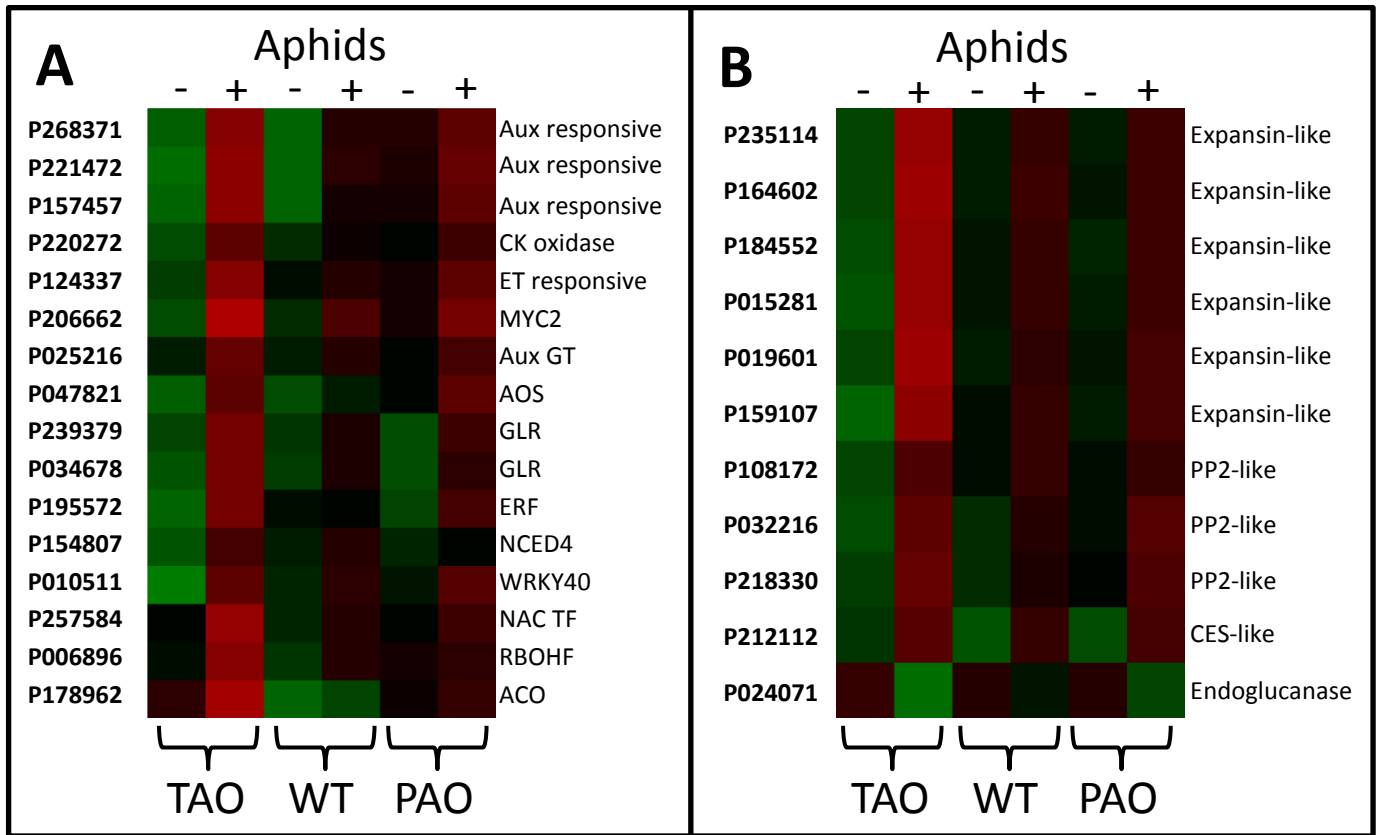 A
Aphids
- + - + - +
P268371 Aux responsive
P221472 Aux responsive
P157457 Aux responsive
P220272 CK oxidase
P124337 ET responsive
P206662 MYC2
P025216 Aux GT
P047821 AOS
P239379 GLR
P034678 GLR
P195572 ERF
P154807 NCED4
P010511 WRKY40
P257584 NAC TF
P006896 RBOHF
P178962 ACO
TAO WT PAO
B
Aphids
- + - + - +
P235114 Expansin-like
P164602 Expansin-like
P184552 Expansin-like
P015281 Expansin-like
P019601 Expansin-like
P159107 Expansin-like
P108172 PP2-like
P032216 PP2-like
P218330 PP2-like
P212112 CES-like
P024071 Endoglucanase
TAO WT PAO